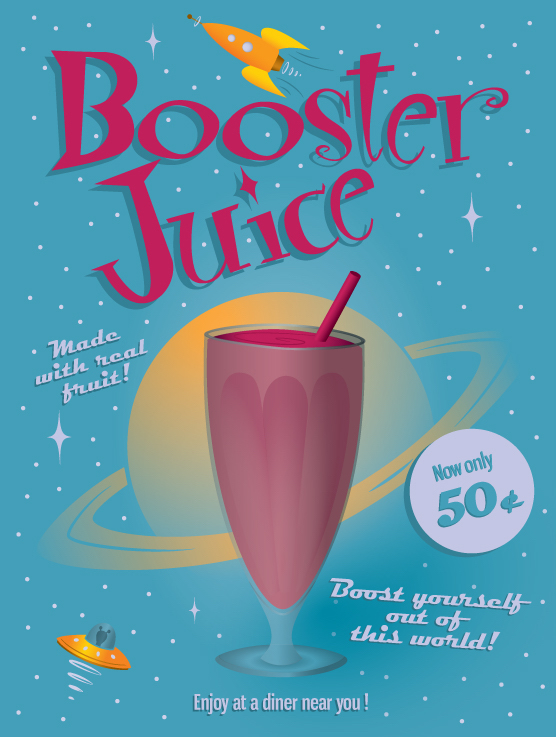 Booster
Juice
Made
with real
fruit!
Now only
50¢
Boost yourself
out of
this world!
Enjoy at a diner near you!